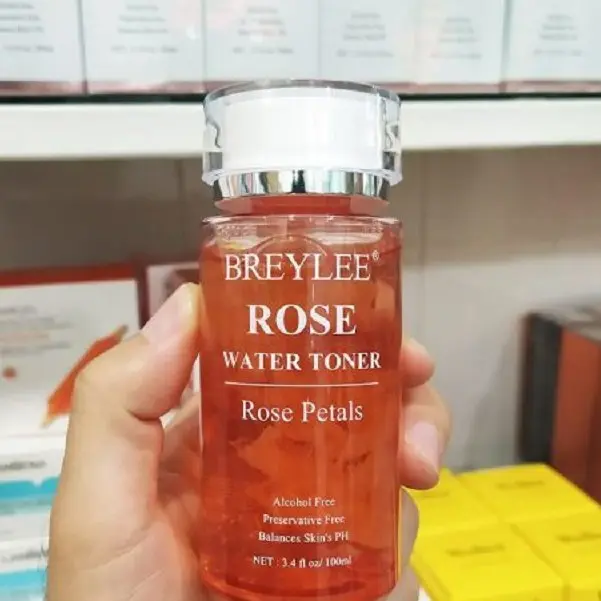 BREYLEE®
ROSE
WATER TONER
Rose Petals
Alcohol Free
Preservative Free
Balances Skin's PH
NET : 3.4 fl oz/ 100ml